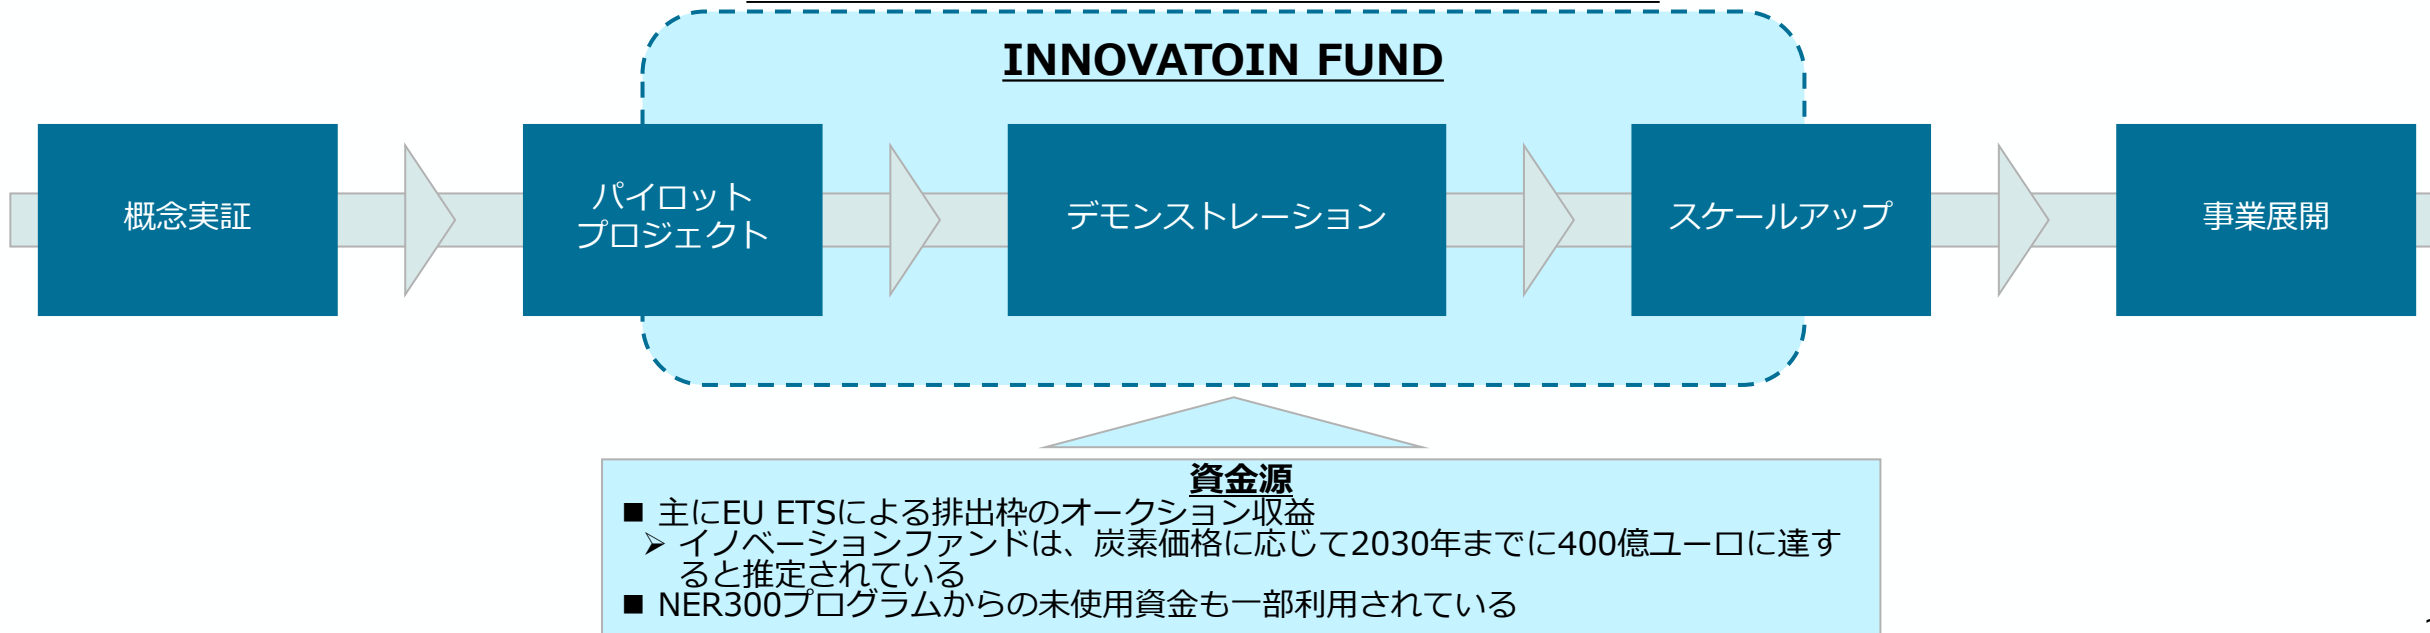 INNOVATOIN FUND
概念実証
パイロット
プロジェクト
デモンストレーション
スケールアップ
事業展開
資金源
■ 主にEU ETSによる排出枠のオークション収益
➢ イノベーションファンドは、炭素価格に応じて2030年までに400億ユーロに達す
ると推定されている
■ NER300プログラムからの未使用資金も一部利用されている